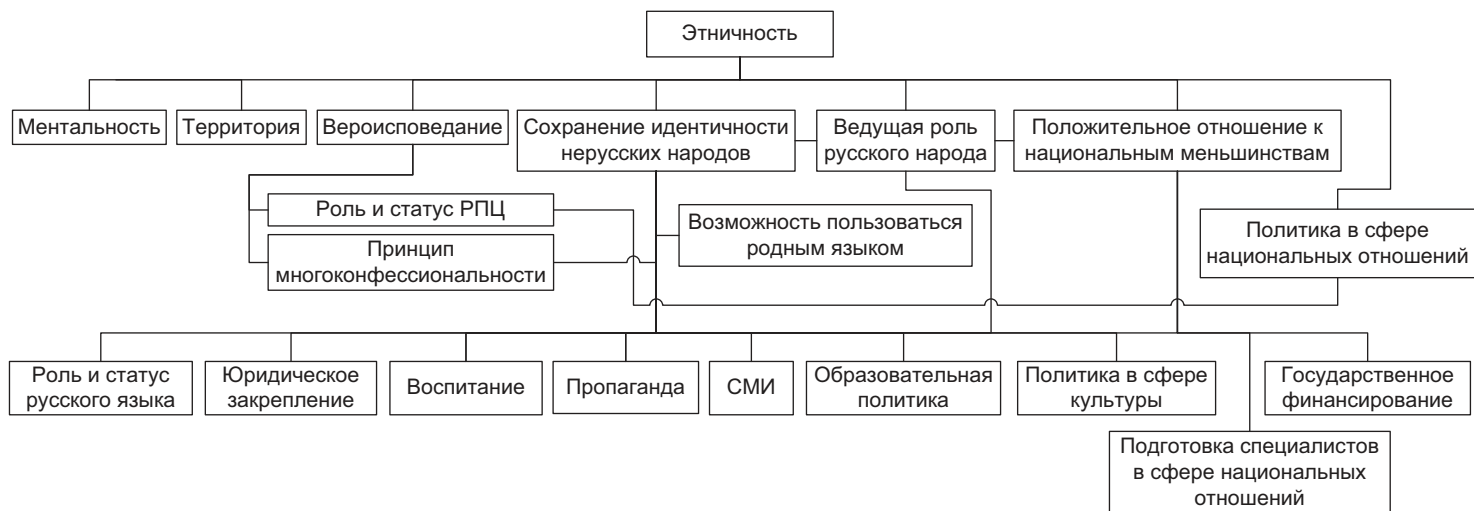 Этничность
Ментальность
Территория
Вероисповедание
Сохранение идентичности
нерусских народов
Ведущая роль
русского народа
Положительное отношение к
национальным меньшинствам
Роль и статус РПЦ
Принцип
многоконфессиональности
Возможность пользоваться
родным языком
Политика в сфере
национальных отношений
Роль и статус
русского языка
Юридическое
закрепление
Воспитание
Пропаганда
СМИ
Образовательная
политика
Политика в сфере
культуры
Государственное
финансирование
Подготовка специалистов
в сфере национальных
отношений